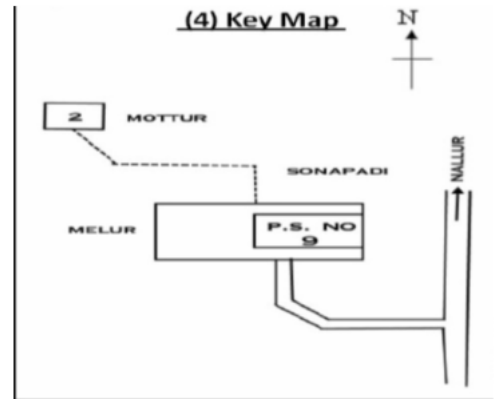 (4) Key Map
N
2
MOTTUR
SONAPADI
NALLUR
MELUR
P.S. NO
9